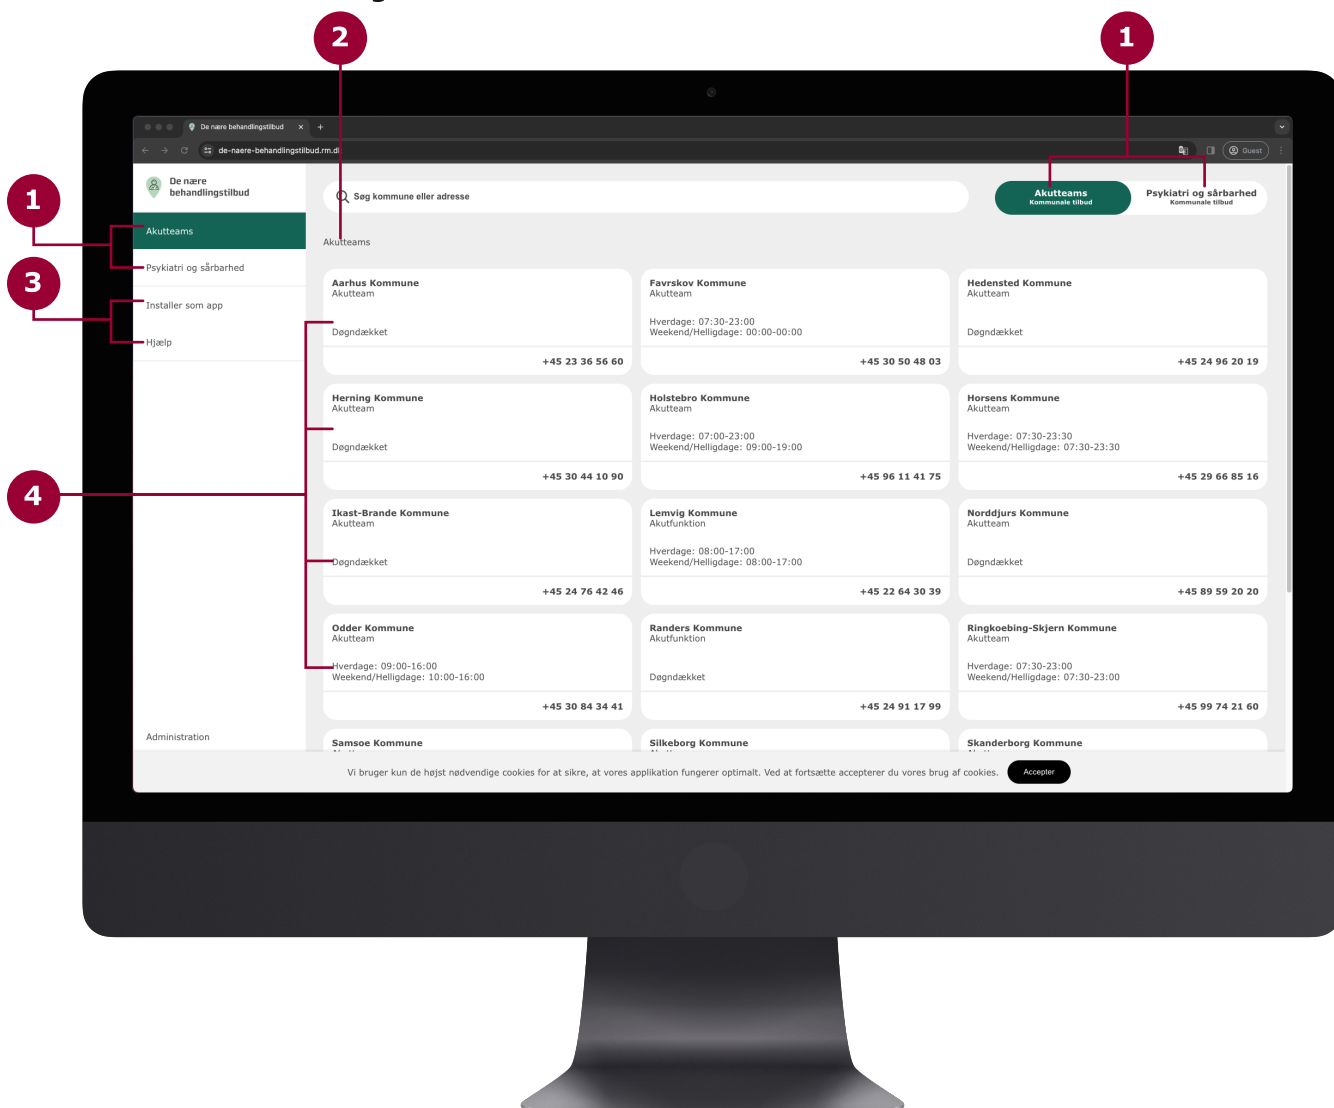 2
1
De nære behandlingstilbud
de-naere-behandlingstilbud.rm.dk
Guest
De nære
behandlingstilbud
Søg kommune eller adresse
Akutteams
Kommunale tilbud
Psykiatri og sårbarhed
Kommunale tilbud
1
Akutteams
Psykiatri og sårbarhed
3
Installer som app
Hjælp
4
Administration
Akutteams
Aarhus Kommune
Akutteam
Døgndækket
+45 23 36 56 60
Favrskov Kommune
Akutteam
Hverdage: 07:30-23:00
Weekend/Helligdage: 00:00-00:00
+45 30 50 48 03
Hedensted Kommune
Akutteam
Døgndækket
+45 24 96 20 19
Herning Kommune
Akutteam
Døgndækket
+45 30 44 10 90
Holstebro Kommune
Akutteam
Hverdage: 07:00-23:00
Weekend/Helligdage: 09:00-19:00
+45 96 11 41 75
Horsens Kommune
Akutteam
Hverdage: 07:30-23:30
Weekend/Helligdage: 07:30-23:30
+45 29 66 85 16
Ikast-Brande Kommune
Akutteam
Døgndækket
+45 24 76 42 46
Lemvig Kommune
Akutfunktion
Hverdage: 08:00-17:00
Weekend/Helligdage: 08:00-17:00
+45 22 64 30 39
Norddjurs Kommune
Akutteam
Døgndækket
+45 89 59 20 20
Odder Kommune
Akutteam
Hverdage: 09:00-16:00
Weekend/Helligdage: 10:00-16:00
+45 30 84 34 41
Randers Kommune
Akutfunktion
Døgndækket
+45 24 91 17 99
Ringkoebing-Skjern Kommune
Akutteam
Hverdage: 07:30-23:00
Weekend/Helligdage: 07:30-23:00
+45 99 74 21 60
Samsoe Kommune
Silkeborg Kommune
Skanderborg Kommune
Vi bruger kun de højst nødvendige cookies for at sikre, at vores applikation fungerer optimalt. Ved at fortsætte accepterer du vores brug af cookies.
Accepter